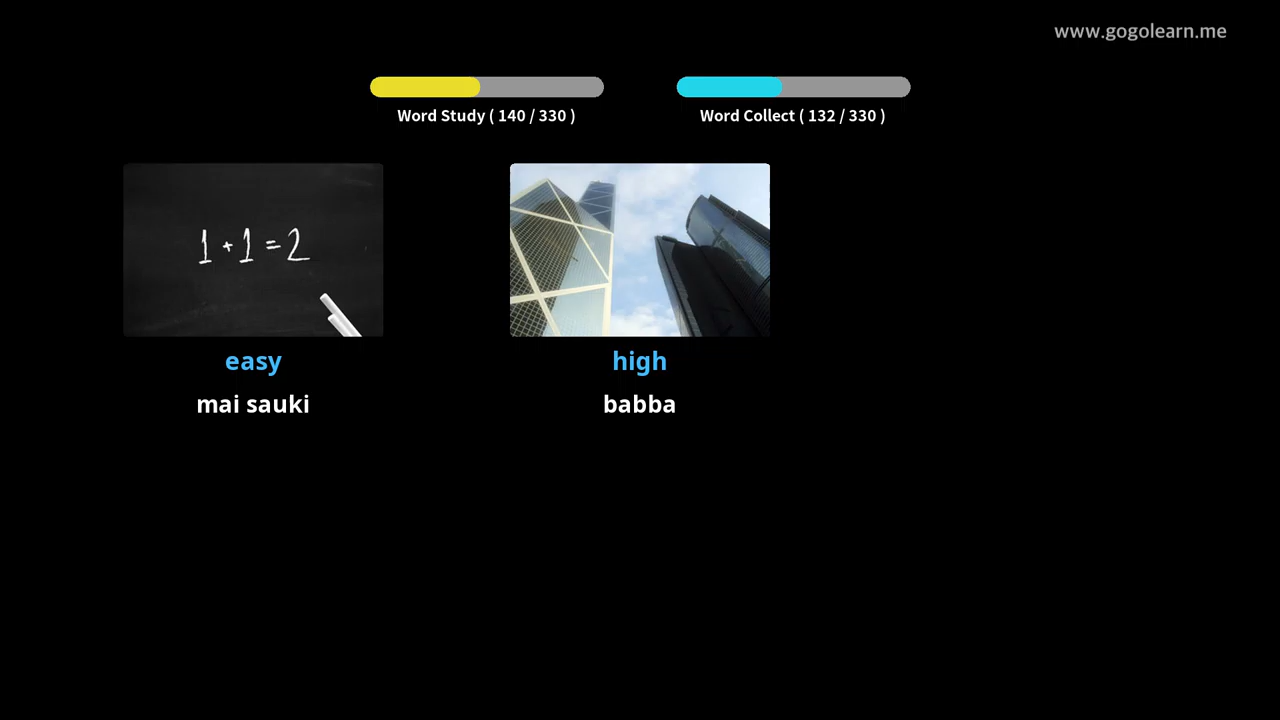 www.gogolearn.me
Word Study ( 140 / 330 )
Word Collect ( 132 / 330 )
1 + 1 = 2
easy
high
mai sauki
babba